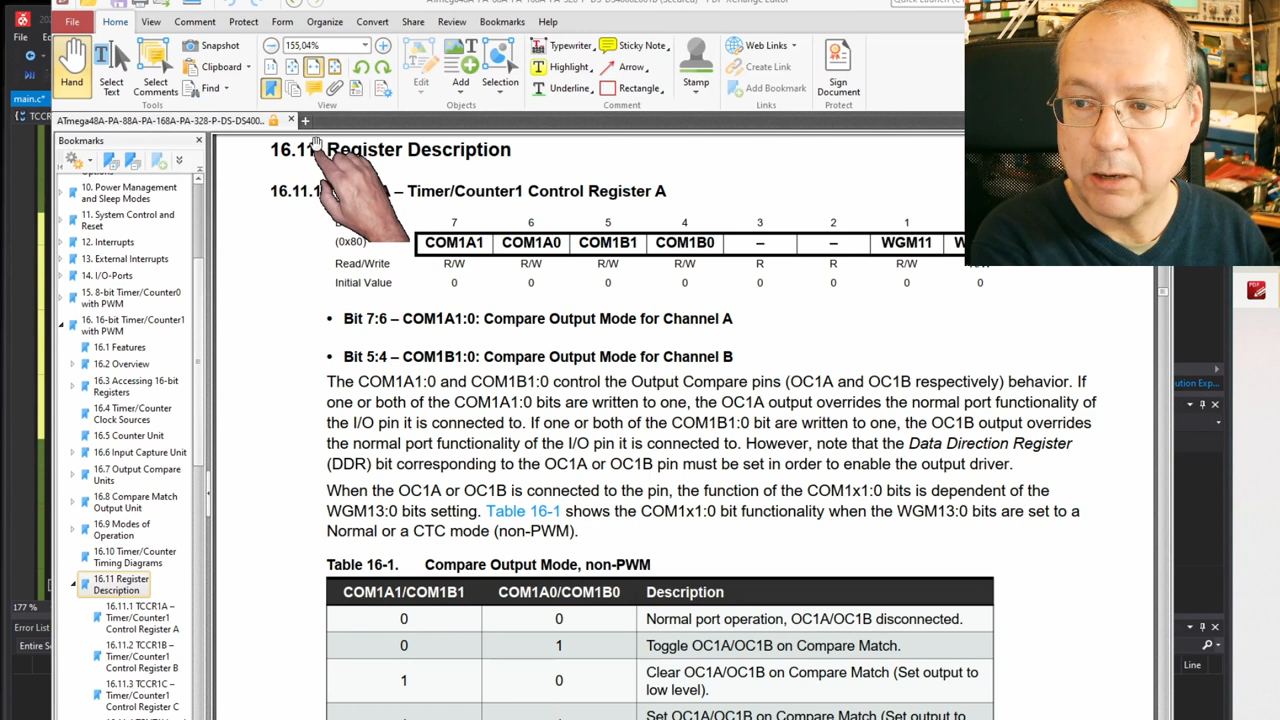 File Home View Comment Protect Form Organize Convert Share Review Bookmarks Help
Hand
Select Text
Select Comments
Snapshot
Clipboard
Find
Tools
155,04%
View
Edit
Add
Selection
Objects
Typewriter
Highlight
Underline
Sticky Note
Arrow
Rectangle
Stamp
Comment
Web Links
Create Link
Add Bookmark
Links
Sign Document
Protect
File
main.c*
ATmega48A-PA-88A-PA-168A-PA-328-P-DS-DS400..
Bookmarks
10. Power Management and Sleep Modes
11. System Control and Reset
12. Interrupts
13. External Interrupts
14. I/O-Ports
15. 8-bit Timer/Counter0 with PWM
16. 16-bit Timer/Counter1 with PWM
16.1 Features
16.2 Overview
16.3 Accessing 16-bit Registers
16.4 Timer/Counter Clock Sources
16.5 Counter Unit
16.6 Input Capture Unit
16.7 Output Compare Units
16.8 Compare Match Output Unit
16.9 Modes of Operation
16.10 Timer/Counter Timing Diagrams
16.11 Register Description
16.11.1 TCCR1A – Timer/Counter1 Control Register A
16.11.2 TCCR1B – Timer/Counter1 Control Register B
16.11.3 TCCR1C – Timer/Counter1 Control Register C
177 %
Error List
Entire So
Register Description
– Timer/Counter1 Control Register A
7 6 5 4 3 2 1
(0x80) COM1A1 COM1A0 COM1B1 COM1B0 – – WGM11
Read/Write R/W R/W R/W R/W R R R/W
Initial Value 0 0 0 0 0 0 0 0
• Bit 7:6 – COM1A1:0: Compare Output Mode for Channel A
• Bit 5:4 – COM1B1:0: Compare Output Mode for Channel B
The COM1A1:0 and COM1B1:0 control the Output Compare pins (OC1A and OC1B respectively) behavior. If
one or both of the COM1A1:0 bits are written to one, the OC1A output overrides the normal port functionality of
the I/O pin it is connected to. If one or both of the COM1B1:0 bit are written to one, the OC1B output overrides
the normal port functionality of the I/O pin it is connected to. However, note that the Data Direction Register
(DDR) bit corresponding to the OC1A or OC1B pin must be set in order to enable the output driver.
When the OC1A or OC1B is connected to the pin, the function of the COM1x1:0 bits is dependent of the
WGM13:0 bits setting. Table 16-1 shows the COM1x1:0 bit functionality when the WGM13:0 bits are set to a
Normal or a CTC mode (non-PWM).
Table 16-1. Compare Output Mode, non-PWM
COM1A1/COM1B1 COM1A0/COM1B0 Description
0 0 Normal port operation, OC1A/OC1B disconnected.
0 1 Toggle OC1A/OC1B on Compare Match.
1 0 Clear OC1A/OC1B on Compare Match (Set output to
low level).
Set OC1A/OC1B on Compare Match (Set output to
ution Exp...
Line